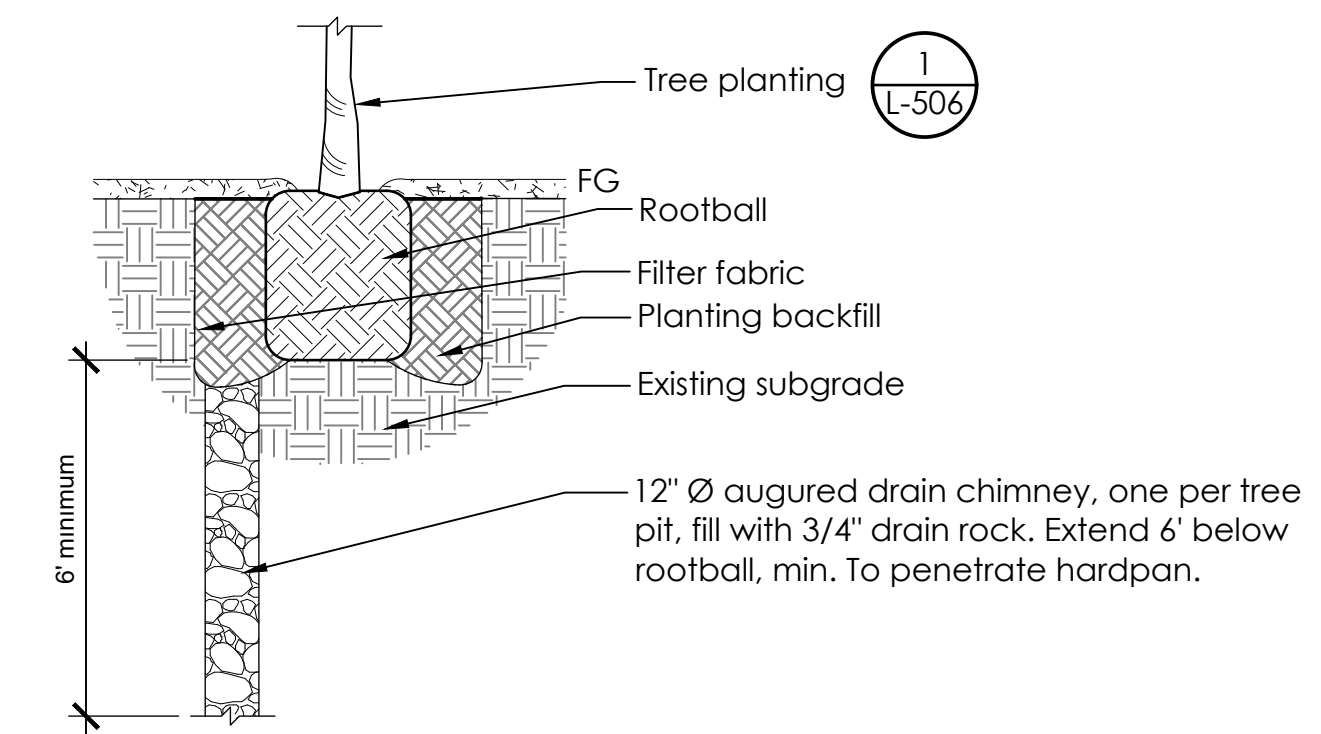 Tree planting
1
L-506
FG
Rootball
Filter fabric
Planting backfill
Existing subgrade
6' minimum
12" Ø augured drain chimney, one per tree
pit, fill with 3/4" drain rock. Extend 6' below
rootball, min. To penetrate hardpan.